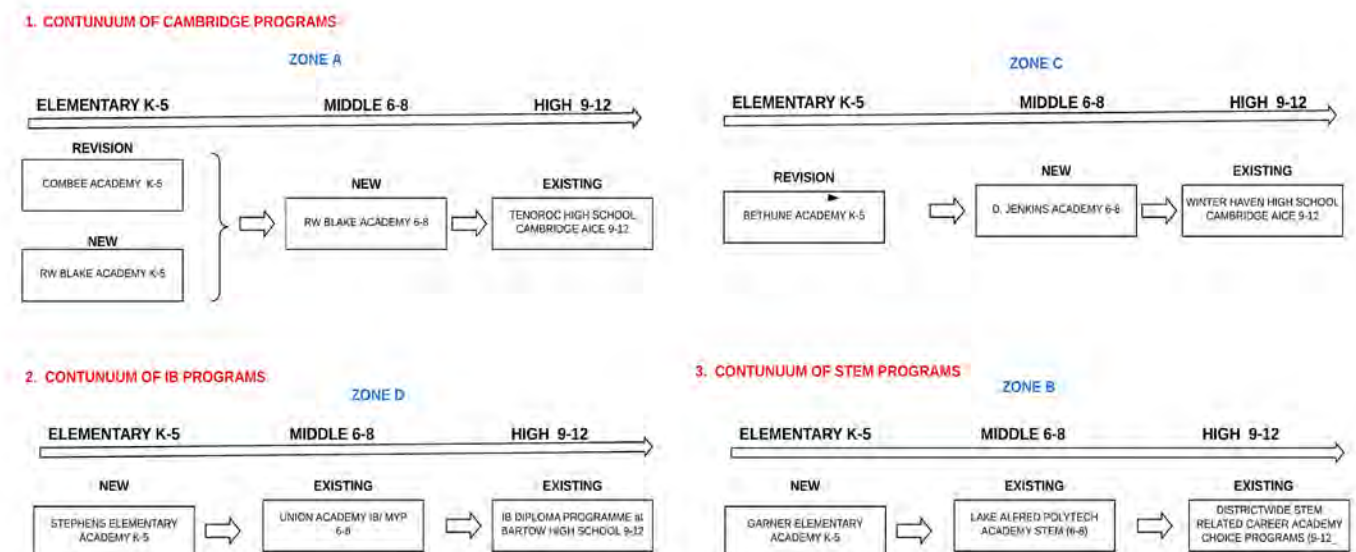 1. CONTUNUUM OF CAMBRIDGE PROGRAMS
ZONE A
ELEMENTARY K-5 MIDDLE 6-8 HIGH 9-12
REVISION
COMBEE ACADEMY K-5
NEW
RW BLAKE ACADEMY K-5
NEW
RW BLAKE ACADEMY 6-8
EXISTING
TENOROC HIGH SCHOOL
CAMBRIDGE AICE 9-12
ZONE C
ELEMENTARY K-5 MIDDLE 6-8 HIGH 9-12
REVISION
BETHUNE ACADEMY K-5
NEW
D. JENKINS ACADEMY 6-8
EXISTING
WINTER HAVEN HIGH SCHOOL
CAMBRIDGE AICE 9-12
2. CONTUNUUM OF IB PROGRAMS
ZONE D
ELEMENTARY K-5 MIDDLE 6-8 HIGH 9-12
NEW
STEPHENS ELEMENTARY
ACADEMY K-5
EXISTING
UNION ACADEMY IB/ MYP
6-8
EXISTING
IB DIPLOMA PROGRAMME at
BARTOW HIGH SCHOOL 9-12
3. CONTUNUUM OF STEM PROGRAMS
ZONE B
ELEMENTARY K-5 MIDDLE 6-8 HIGH 9-12
NEW
GARNER ELEMENTARY
ACADEMY K-5
EXISTING
LAKE ALFRED POLYTECH
ACADEMY STEM (6-8)
EXISTING
DISTRICTWIDE STEM
RELATED CAREER ACADEMY
CHOICE PROGRAMS (9-12